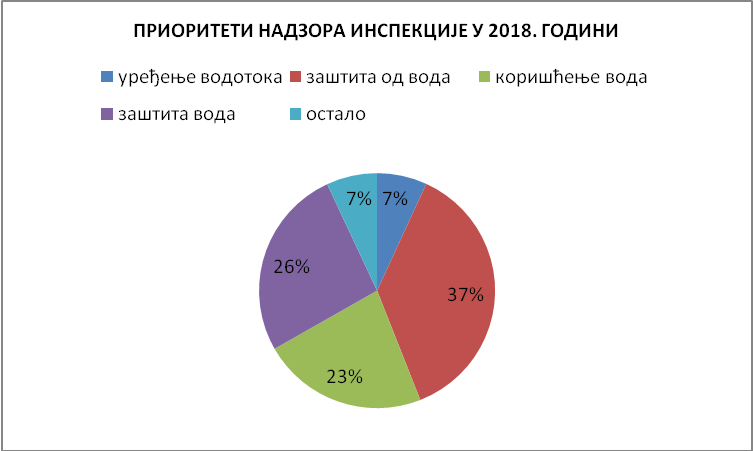 ПРИОРИТЕТИ НАДЗОРА ИНСПЕКЦИЈЕ У 2018. ГОДИНИ
уређење водотока заштита од вода коришћење вода
заштита вода остало
7% 7%
26%
37%
23%